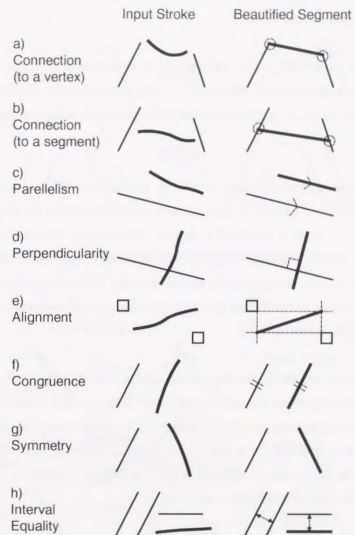 Input Stroke Beautified Segment
a)
Connection
(to a vertex)
b)
Connection
(to a segment)
c)
Parellelism
d)
Perpendicularity
e)
Alignment
f)
Congruence
g)
Symmetry
h)
Interval
Equality